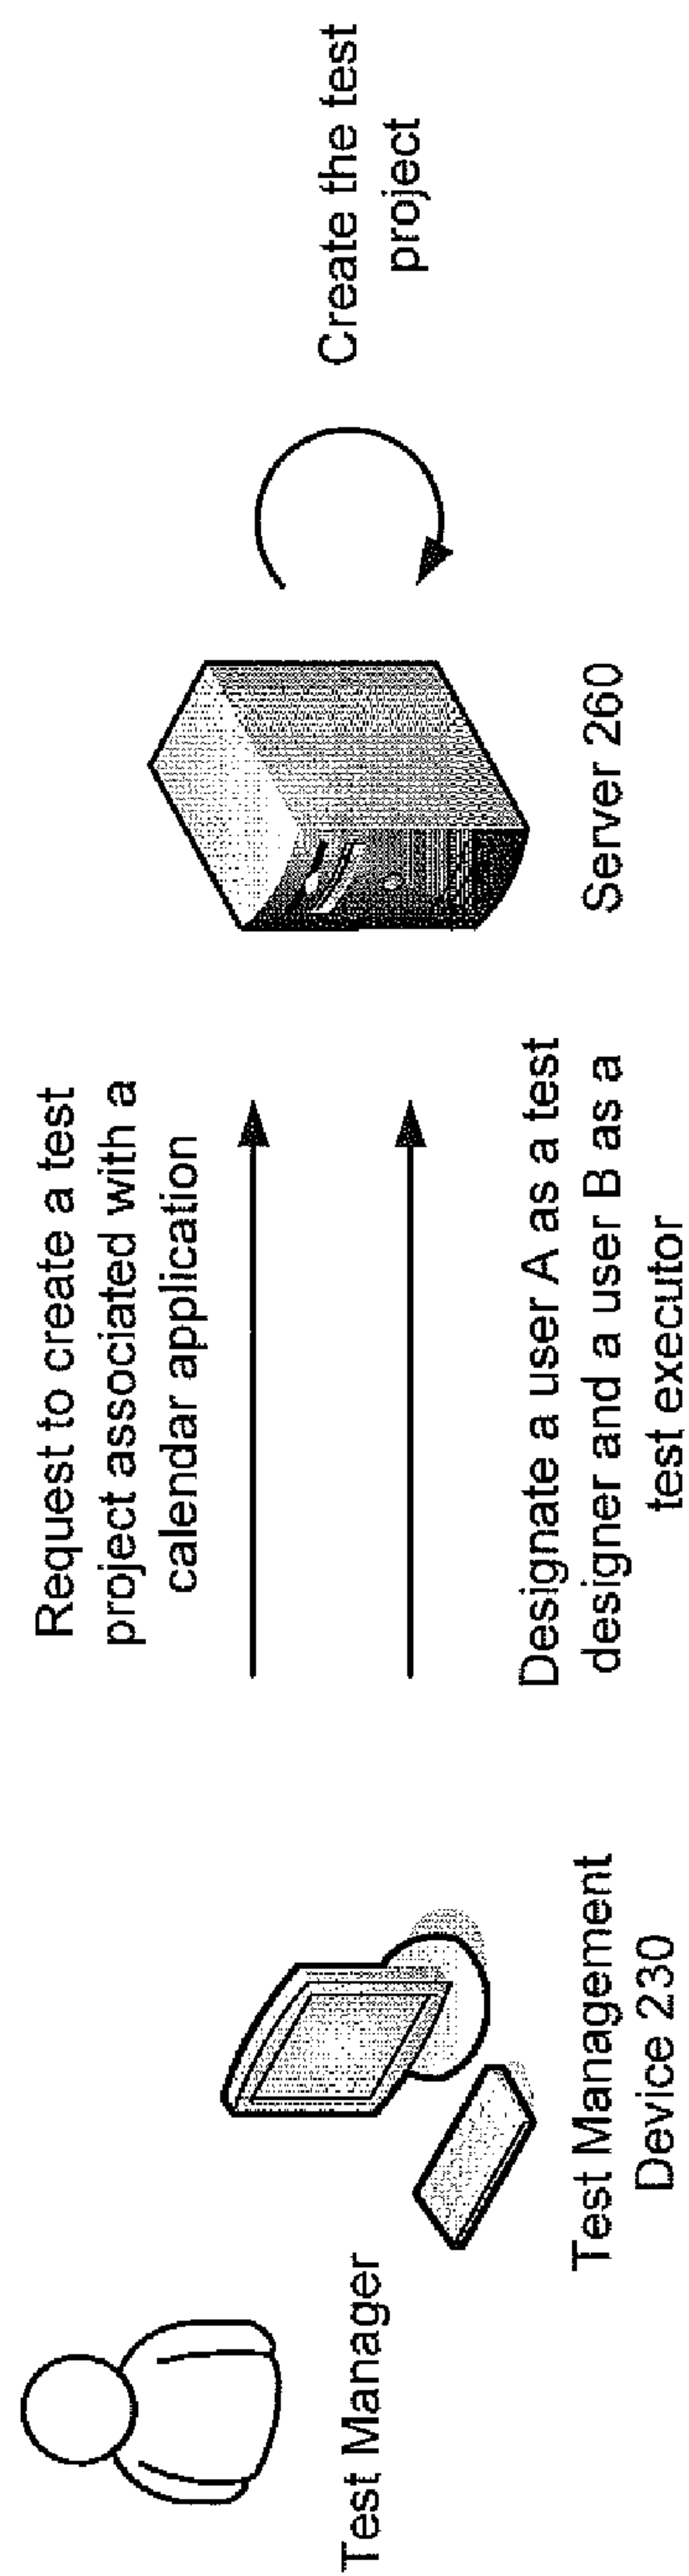 Test Manager
Test Management
Device 230
Request to create a test
project associated with a
calendar application
Designate a user A as a test
designer and a user B as a
test executor
Server 260
Create the test
project